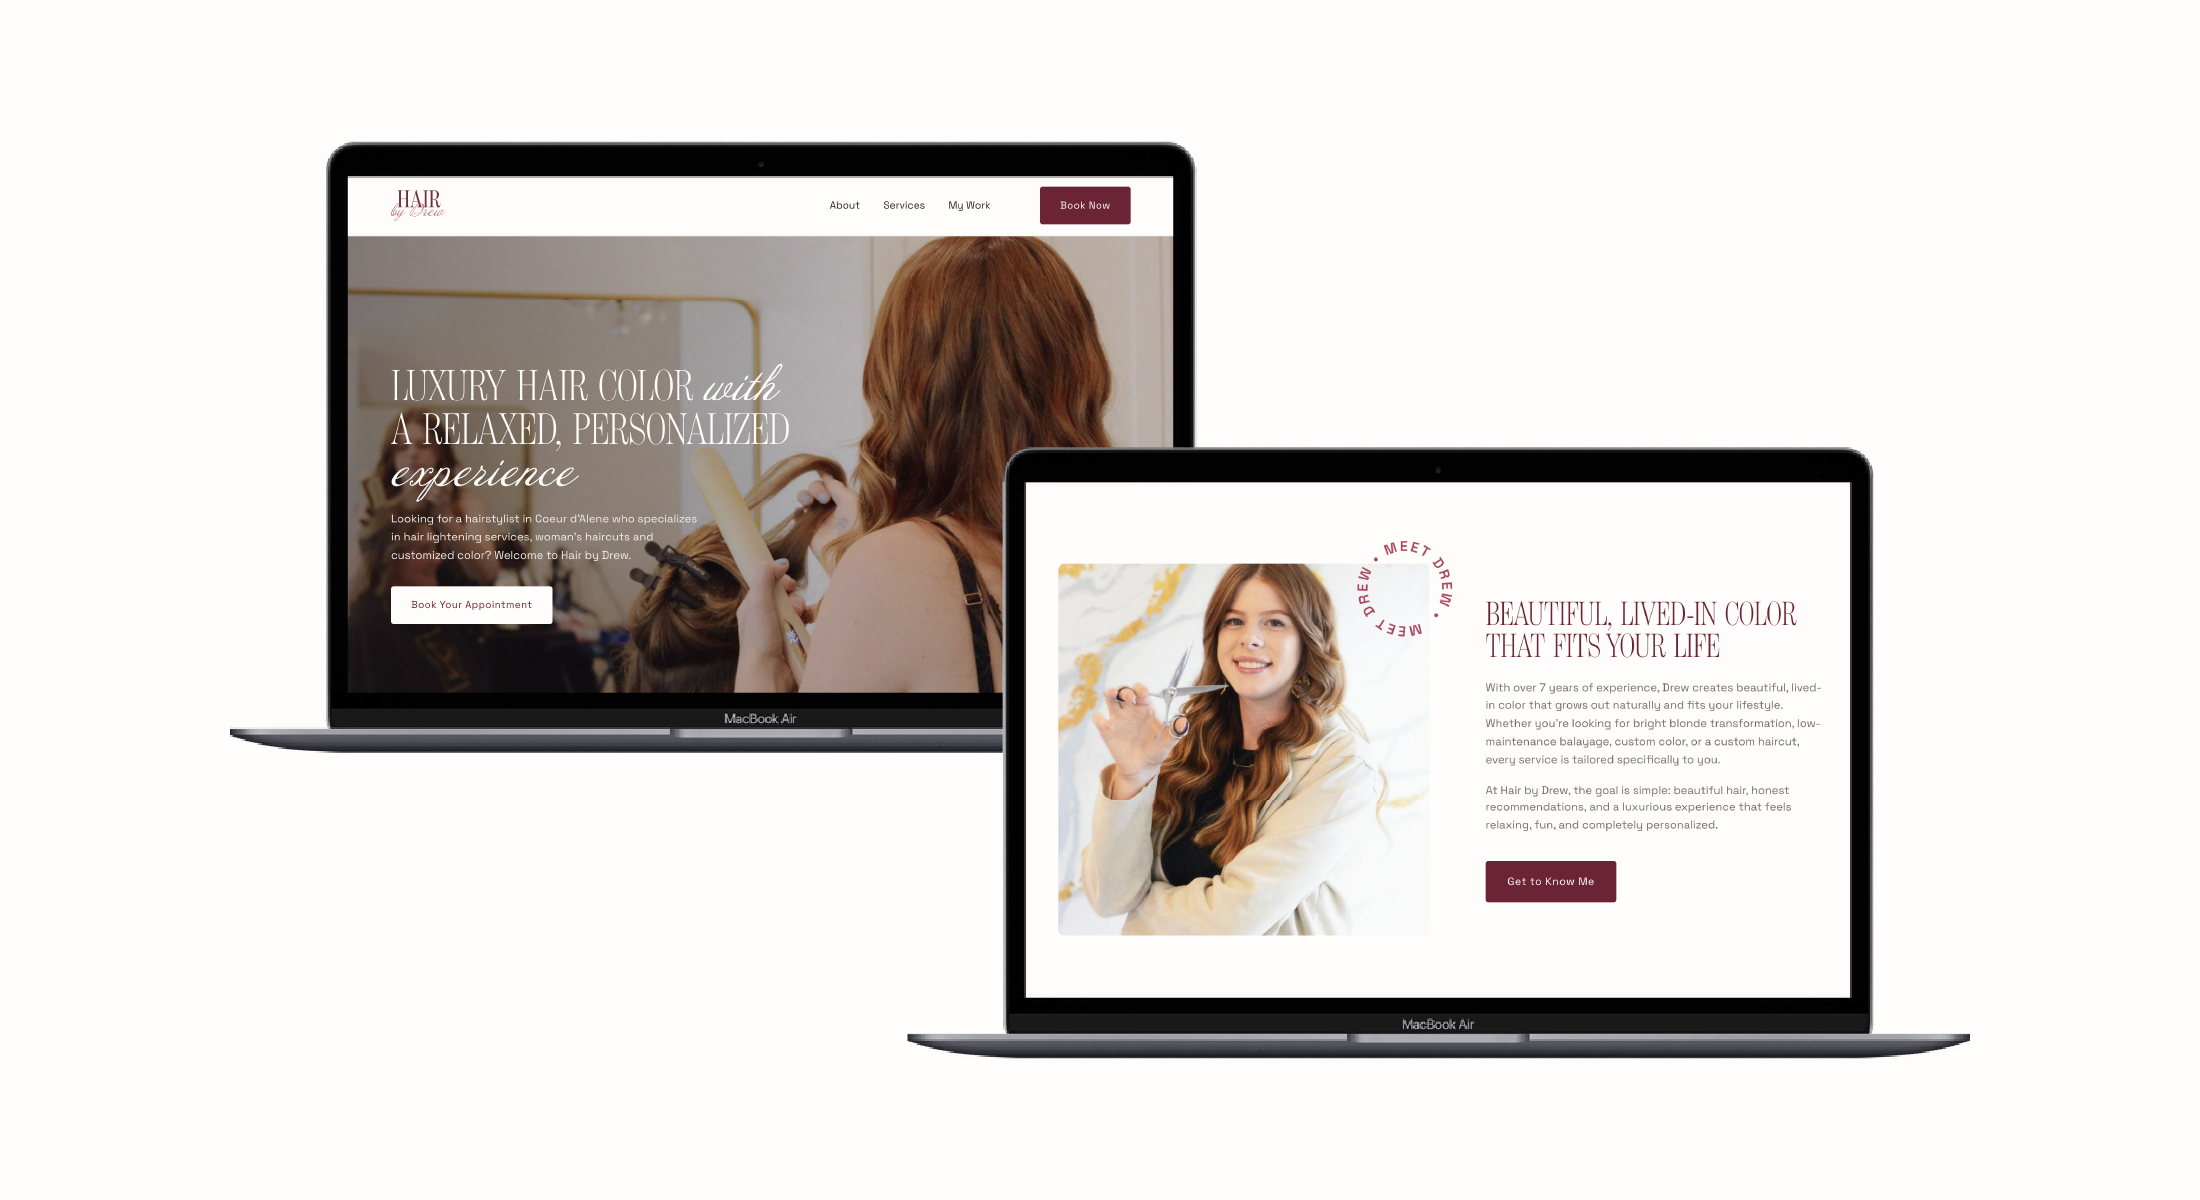 HAIR
by Drew
About Services My Work Book Now
LUXURY HAIR COLOR with
A RELAXED, PERSONALIZED
experience
Looking for a hairstylist in Coeur d'Alene who specializes
in hair lightening services, woman's haircuts and
customized color? Welcome to Hair by Drew.
Book Your Appointment
MacBook Air
MEET DREW • MEET DREW •
BEAUTIFUL, LIVED-IN COLOR
THAT FITS YOUR LIFE
With over 7 years of experience, Drew creates beautiful, lived-
in color that grows out naturally and fits your lifestyle.
Whether you're looking for bright blonde transformation, low-
maintenance balayage, custom color, or a custom haircut,
every service is tailored specifically to you.
At Hair by Drew, the goal is simple: beautiful hair, honest
recommendations, and a luxurious experience that feels
relaxing, fun, and completely personalized.
Get to Know Me
MacBook Air